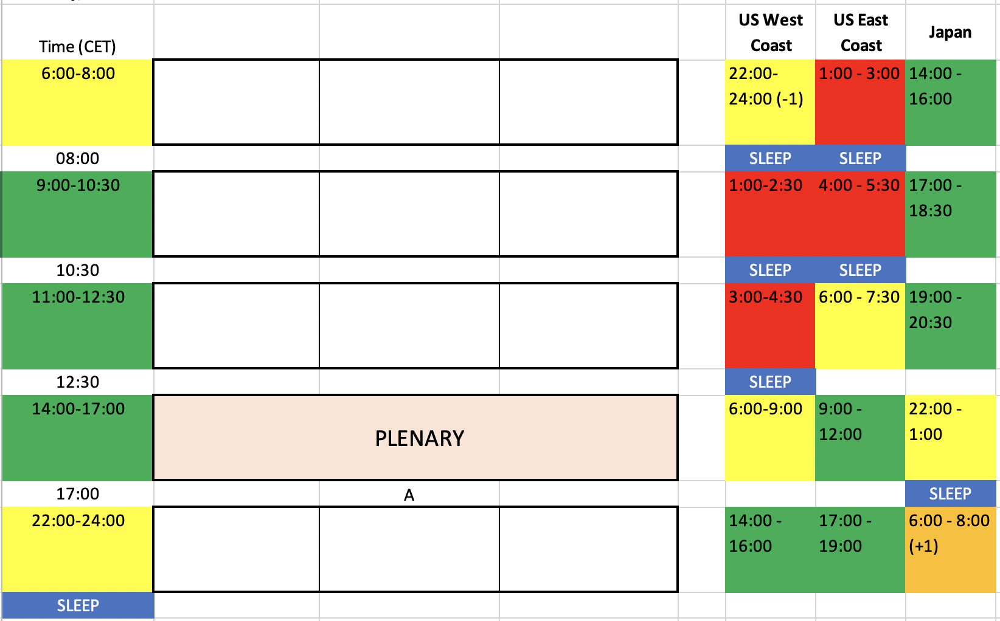 US West
Coast
US East
Coast
Japan
Time (CET)
6:00-8:00
22:00-
24:00 (-1)
1:00 - 3:00
14:00 -
16:00
08:00
SLEEP
SLEEP
9:00-10:30
1:00-2:30
4:00 - 5:30
17:00 -
18:30
10:30
SLEEP
SLEEP
11:00-12:30
3:00-4:30
6:00 - 7:30
19:00 -
20:30
12:30
SLEEP
14:00-17:00
PLENARY
6:00-9:00
9:00 -
12:00
22:00 -
1:00
17:00
A
SLEEP
22:00-24:00
14:00 -
16:00
17:00 -
19:00
6:00 - 8:00
(+1)
SLEEP